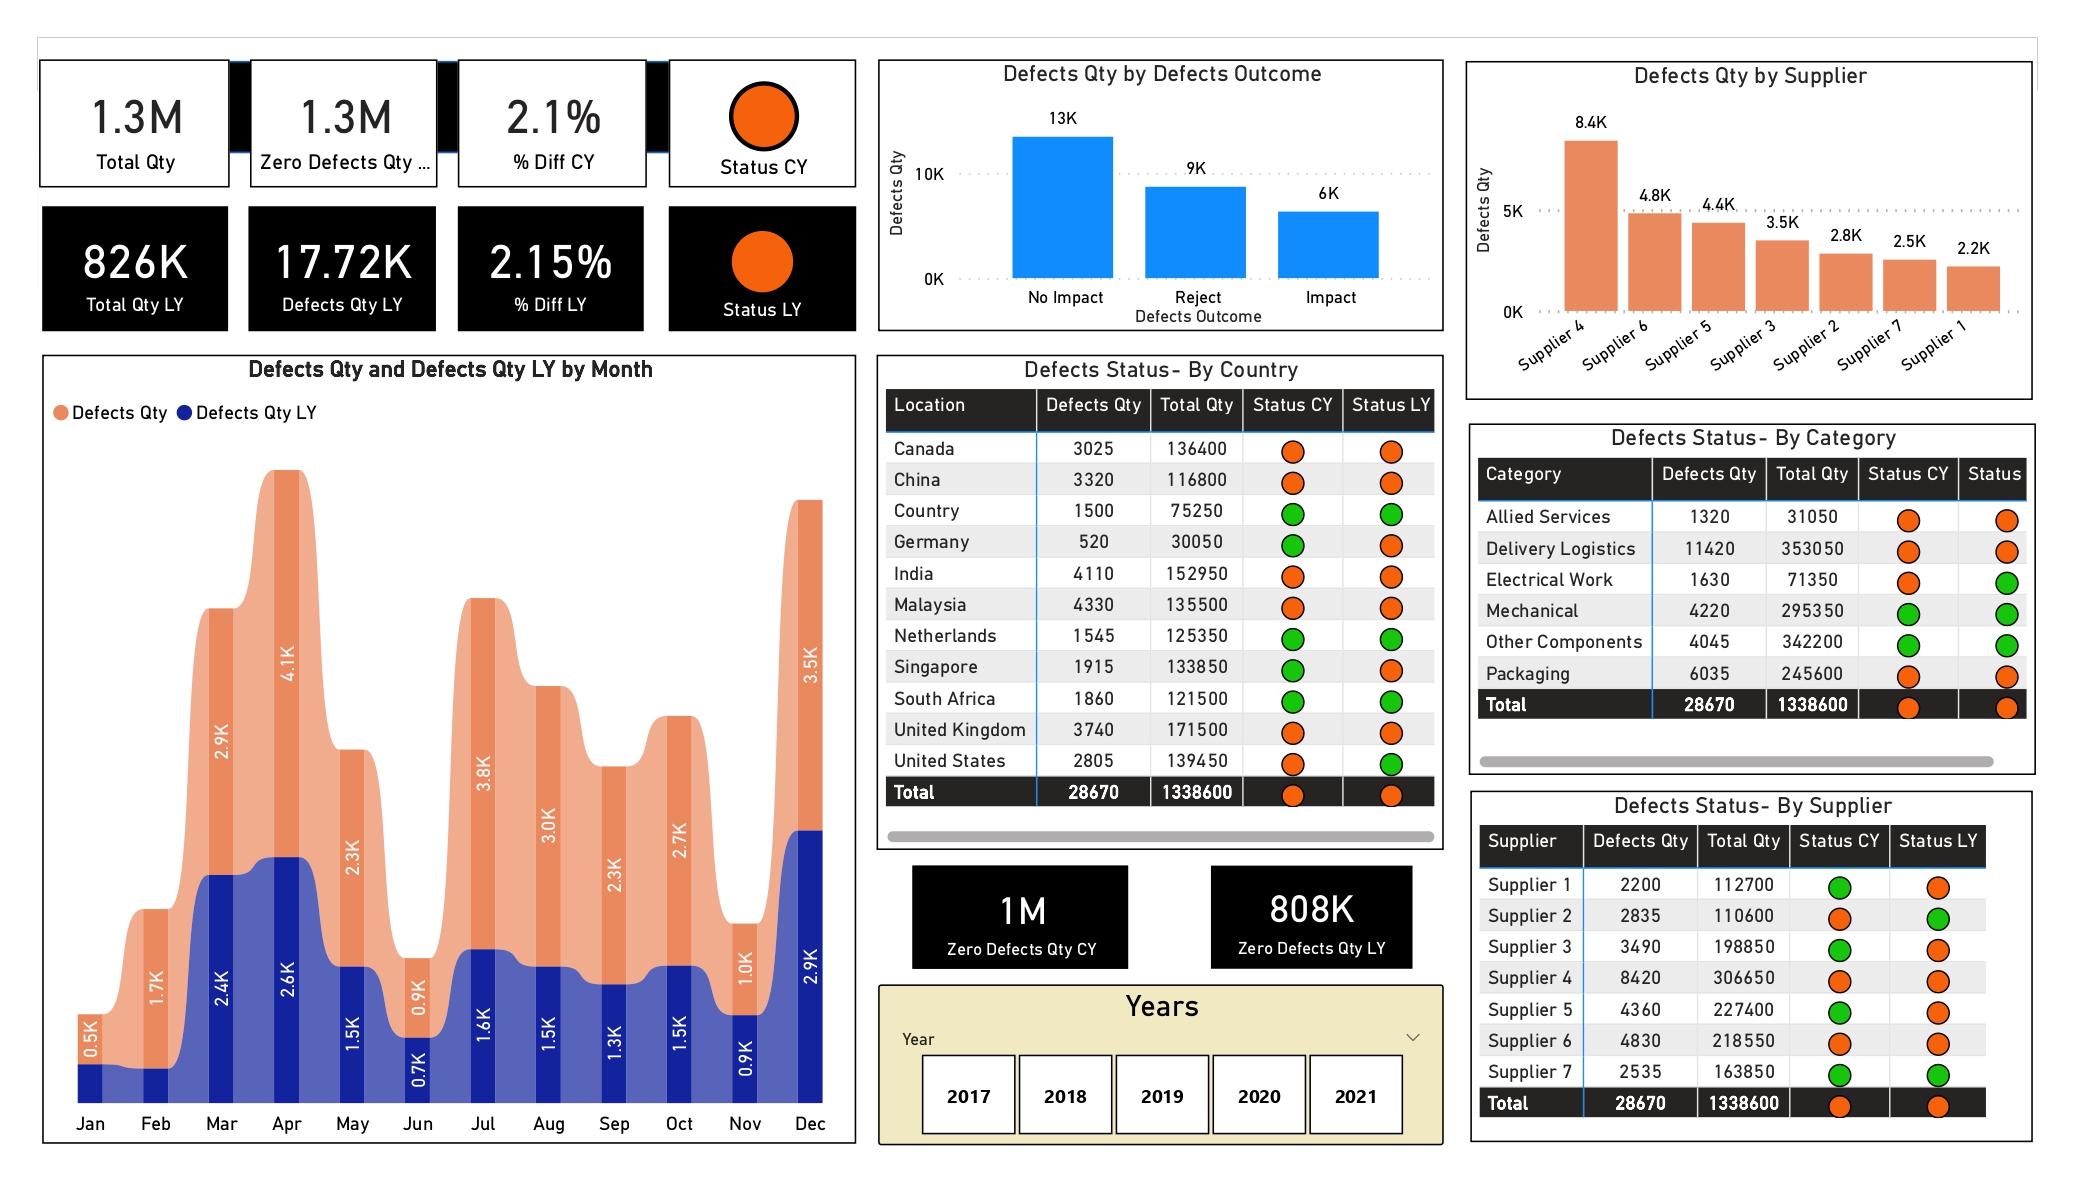 1.3M
Total Qty
1.3M
Zero Defects Qty ...
2.1%
% Diff CY
Status CY
826K
Total Qty LY
17.72K
Defects Qty LY
2.15%
% Diff LY
Status LY
Defects Qty by Defects Outcome
Defects Qty
10K
0K
13K
9K
6K
No Impact
Reject
Impact
Defects Outcome
Defects Qty by Supplier
Defects Qty
5K
0K
8.4K
4.8K
4.4K
3.5K
2.8K
2.5K
2.2K
Supplier 4
Supplier 6
Supplier 5
Supplier 3
Supplier 2
Supplier 7
Supplier 1
Defects Qty and Defects Qty LY by Month
Defects Qty
Defects Qty LY
0.5K
1.7K
2.9K
4.1K
2.3K
0.9K
3.8K
3.0K
2.3K
2.7K
1.0K
3.5K
2.4K
2.6K
1.5K
0.7K
1.6K
1.5K
1.3K
1.5K
0.9K
2.9K
Jan Feb Mar Apr May Jun Jul Aug Sep Oct Nov Dec
Defects Status- By Country
Location Defects Qty Total Qty Status CY Status LY
Canada 3025 136400
China 3320 116800
Country 1500 75250
Germany 520 30050
India 4110 152950
Malaysia 4330 135500
Netherlands 1545 125350
Singapore 1915 133850
South Africa 1860 121500
United Kingdom 3740 171500
United States 2805 139450
Total 28670 1338600
1M
Zero Defects Qty CY
808K
Zero Defects Qty LY
Years
Year
2017 2018 2019 2020 2021
Defects Status- By Category
Category Defects Qty Total Qty Status CY Status
Allied Services 1320 31050
Delivery Logistics 11420 353050
Electrical Work 1630 71350
Mechanical 4220 295350
Other Components 4045 342200
Packaging 6035 245600
Total 28670 1338600
Defects Status- By Supplier
Supplier Defects Qty Total Qty Status CY Status LY
Supplier 1 2200 112700
Supplier 2 2835 110600
Supplier 3 3490 198850
Supplier 4 8420 306650
Supplier 5 4360 227400
Supplier 6 4830 218550
Supplier 7 2535 163850
Total 28670 1338600